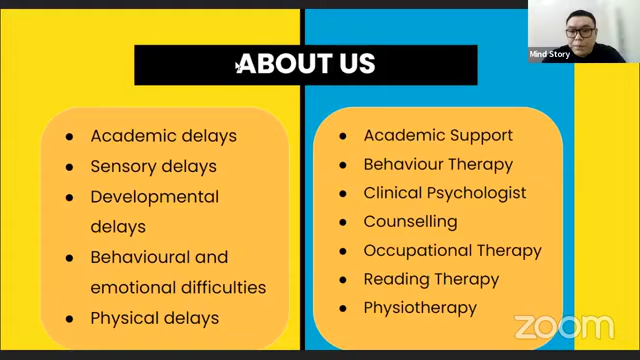 ABOUT US
Mind Story
● Academic delays
● Sensory delays
● Developmental
delays
● Behavioural and
emotional difficulties
● Physical delays
● Academic Support
● Behaviour Therapy
● Clinical Psychologist
● Counselling
● Occupational Therapy
● Reading Therapy
● Physiotherapy
zoom